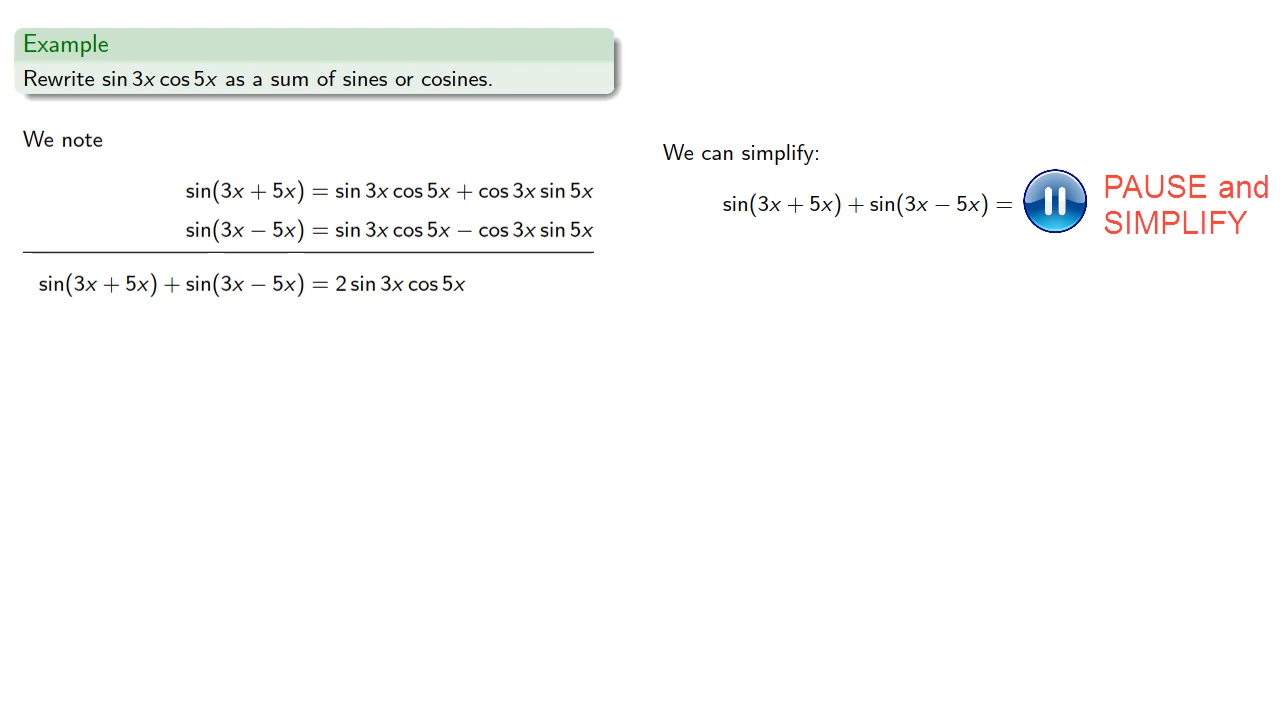 Example
Rewrite sin 3x cos 5x as a sum of sines or cosines.
We note
sin(3x + 5x) = sin 3x cos 5x + cos 3x sin 5x
sin(3x − 5x) = sin 3x cos 5x − cos 3x sin 5x
sin(3x + 5x) + sin(3x − 5x) = 2 sin 3x cos 5x
We can simplify:
sin(3x + 5x) + sin(3x − 5x) =
PAUSE and
SIMPLIFY